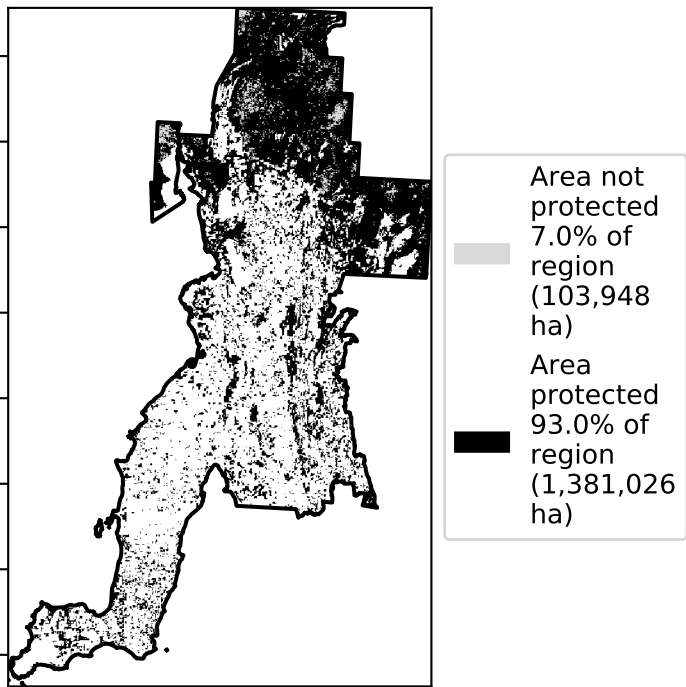 Area not
protected
7.0% of
region
(103,948
ha)
Area
protected
93.0% of
region
(1,381,026
ha)